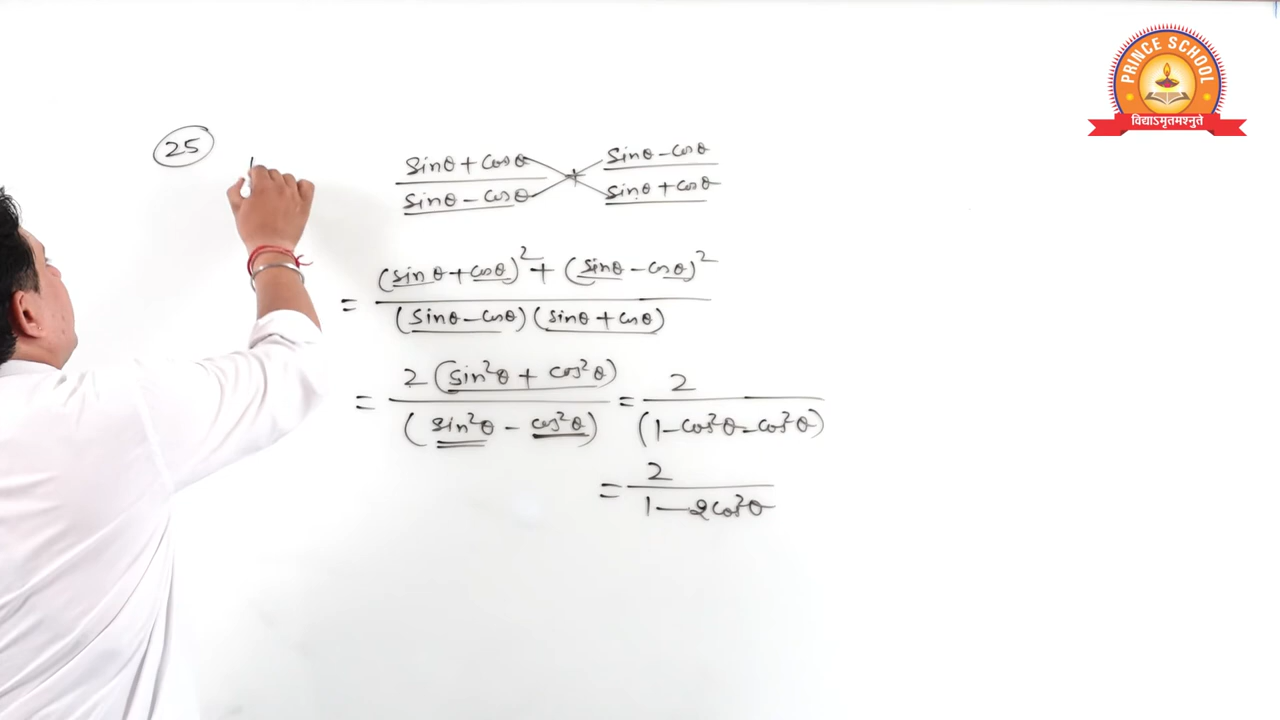 PRINCE SCHOOL
विद्याऽमृतमश्नुते
25
sinθ + cosθ / sinθ - cosθ + sinθ - cosθ / sinθ + cosθ
= (sinθ + cosθ)² + (sinθ - cosθ)² / (sinθ - cosθ) (sinθ + cosθ)
= 2 (sin²θ + cos²θ) / (sin²θ - cos²θ) = 2 / (1 - cos²θ - cos²θ)
= 2 / 1 - 2cos²θ